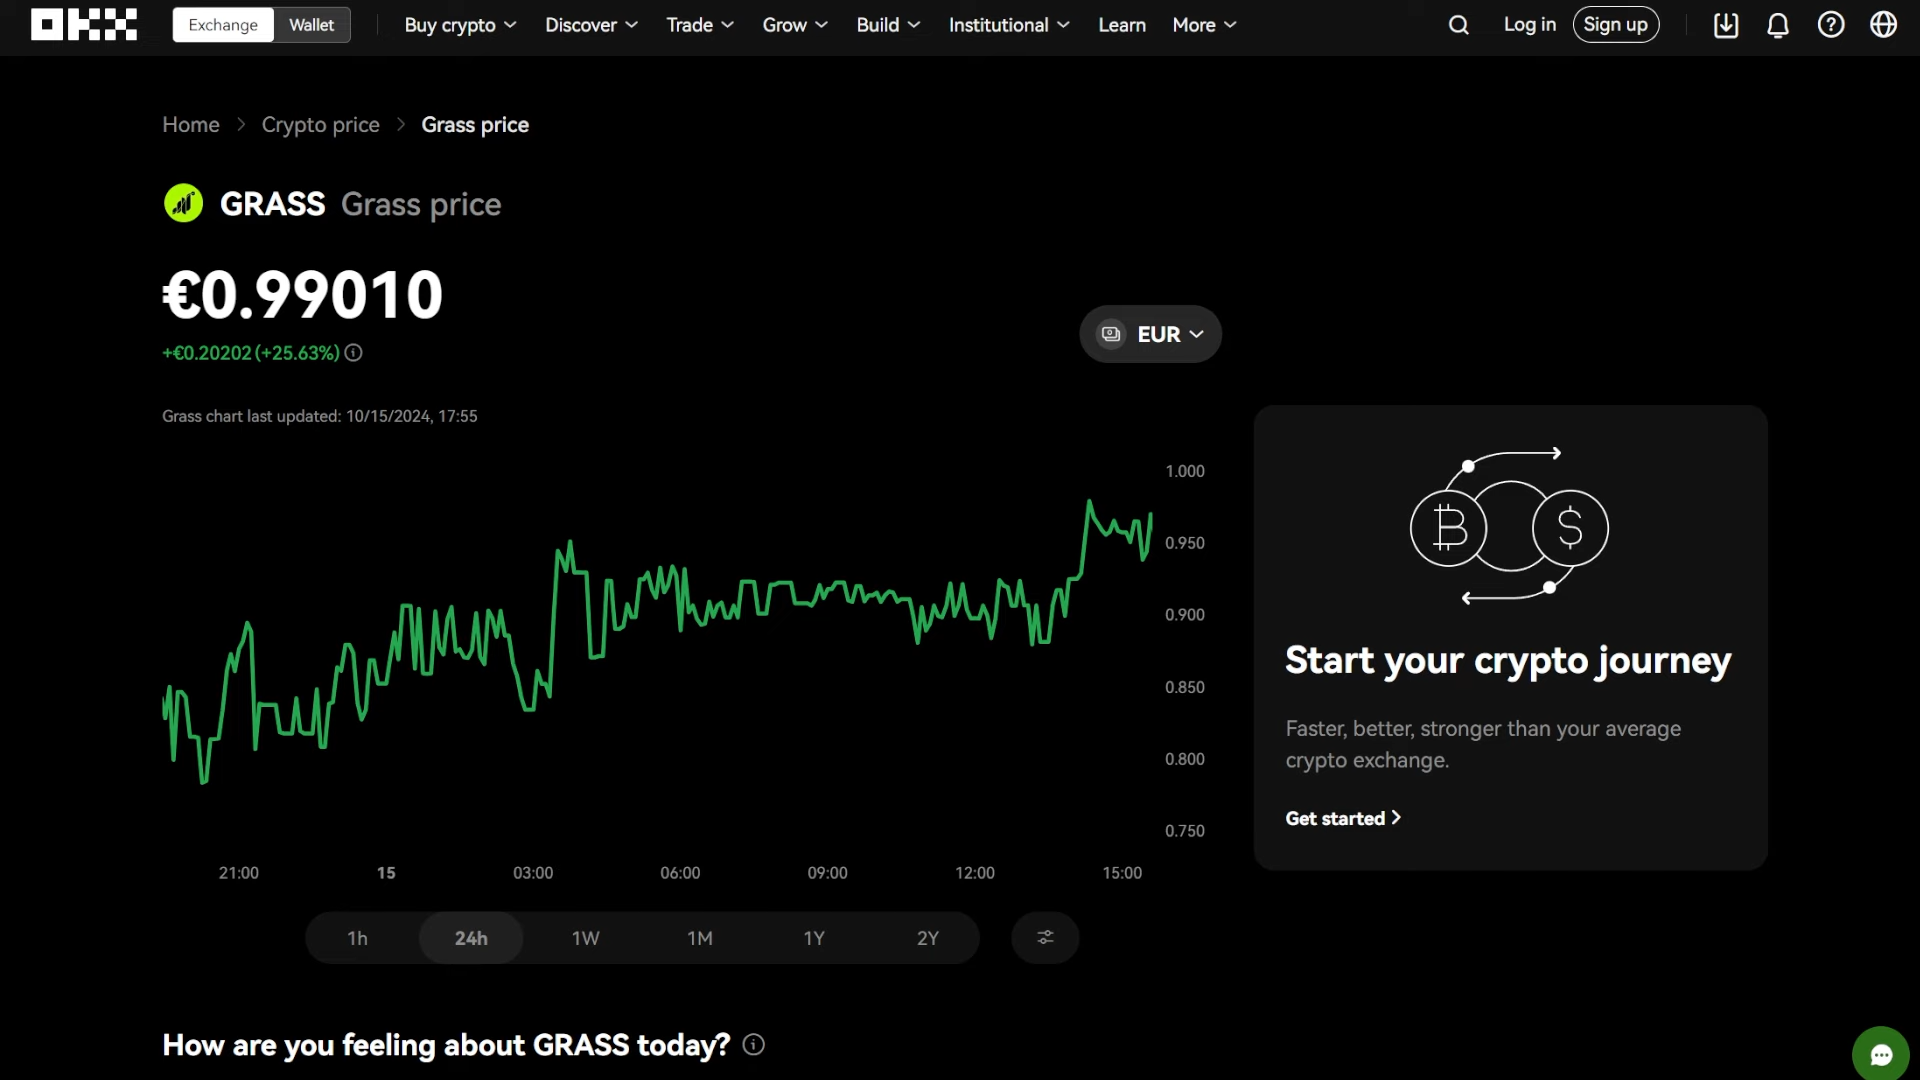 OKX Exchange Wallet Buy crypto Discover Trade Grow Build Institutional Learn More Log in Sign up
Home > Crypto price > Grass price
GRASS Grass price
€0.99010
+€0.20202 (+25.63%)
EUR
Grass chart last updated: 10/15/2024, 17:55
1.000
0.950
0.900
0.850
0.800
0.750
21:00 15 03:00 06:00 09:00 12:00 15:00
1h 24h 1W 1M 1Y 2Y
Start your crypto journey
Faster, better, stronger than your average
crypto exchange.
Get started >
How are you feeling about GRASS today?